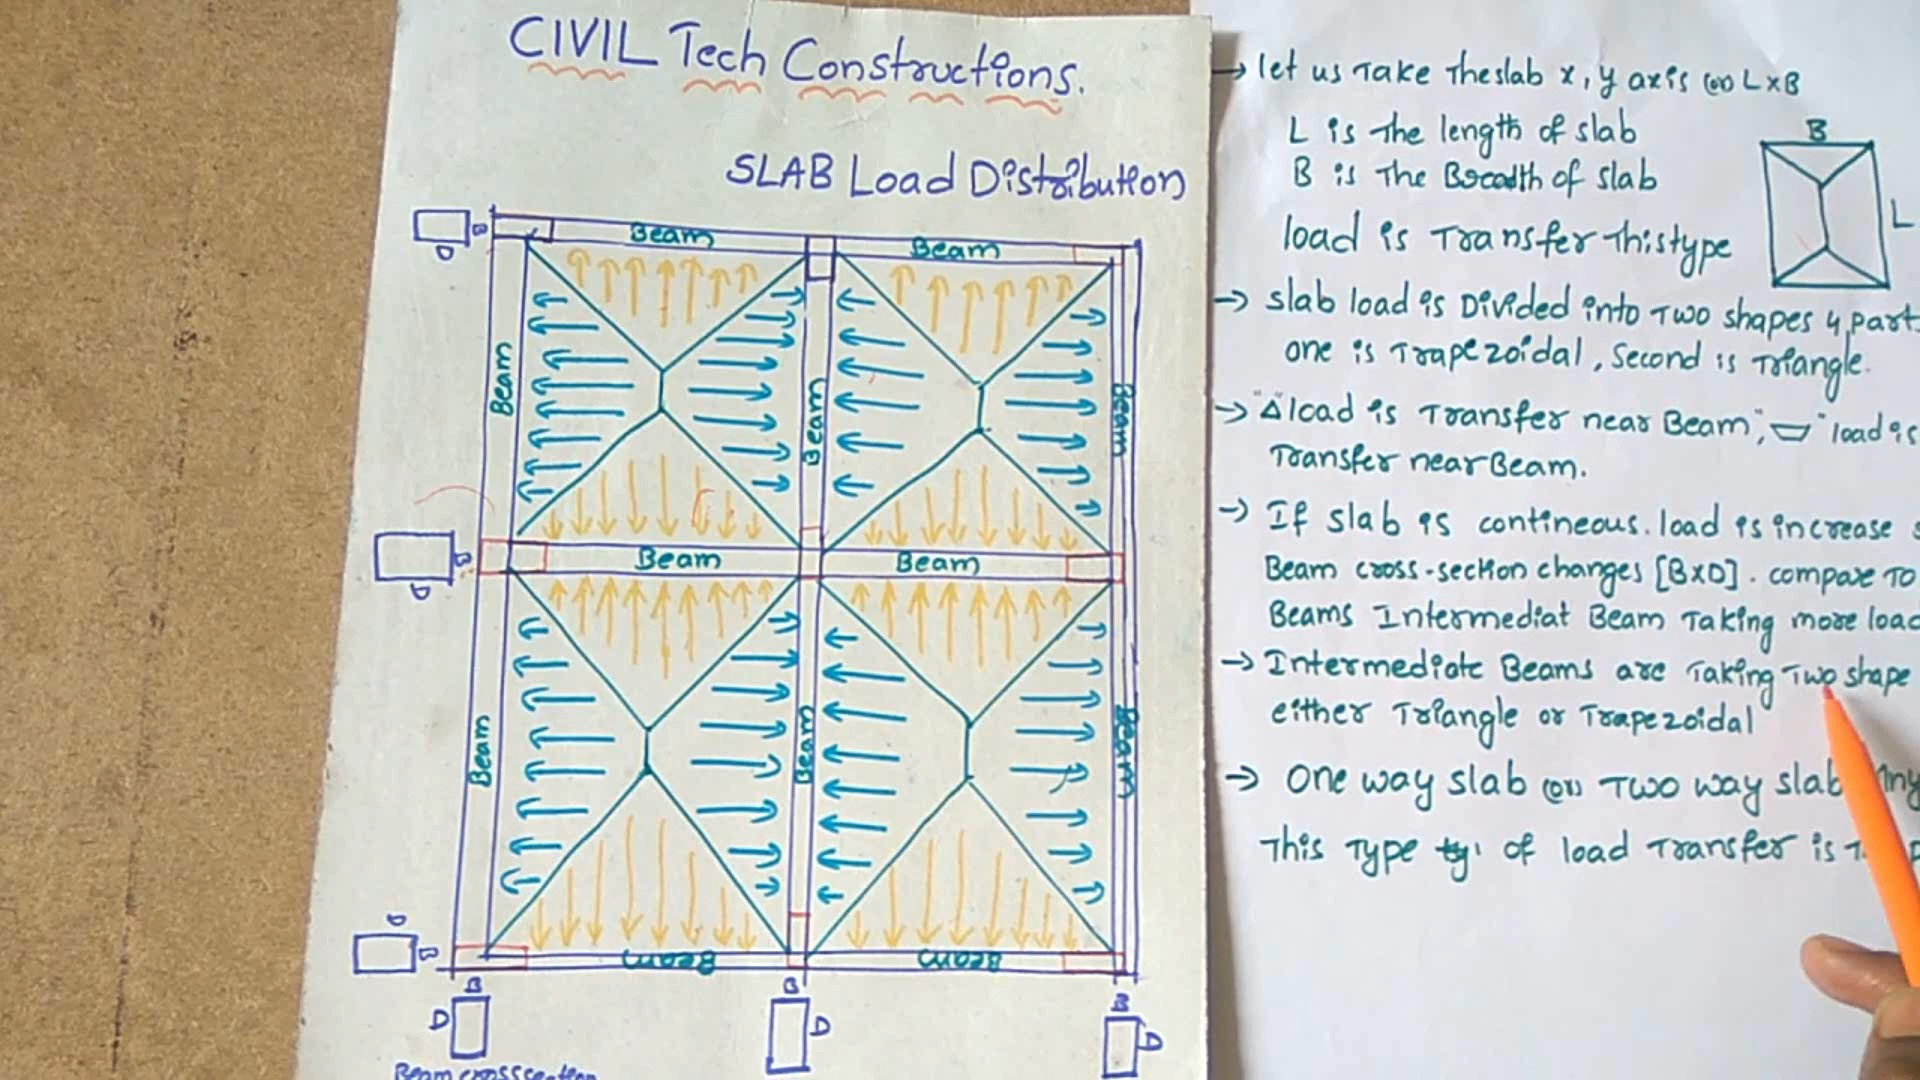 CIVIL Tech Constructions.
SLAB Load Distribution
B
D
Beam
Beam
Beam
Beam
Beam
B
D
Beam
Beam
Beam
Beam
Beam
D
B
Beam
Beam
B
D
B
D
B
D
Beam crosssection
→ let us Take The slab x, y axis (or) L×B
L is The length of slab
B is The Breadth of slab
load is Transfer This type
B
L
→ Slab load is Divided into Two shapes 4 part
one is Trapezoidal, Second is Triangle.
→ "Δ" load is Transfer near Beam, " " load is
Transfer near Beam.
→ If slab is contineous. load is increase
Beam cross-section changes [B×D]. compare To
Beams Intermediat Beam Taking more load
→ Intermediate Beams are Taking Two shape
either Triangle or Trapezoidal
→ One way slab (or) Two way slab
This Type ty' of load Transfer is